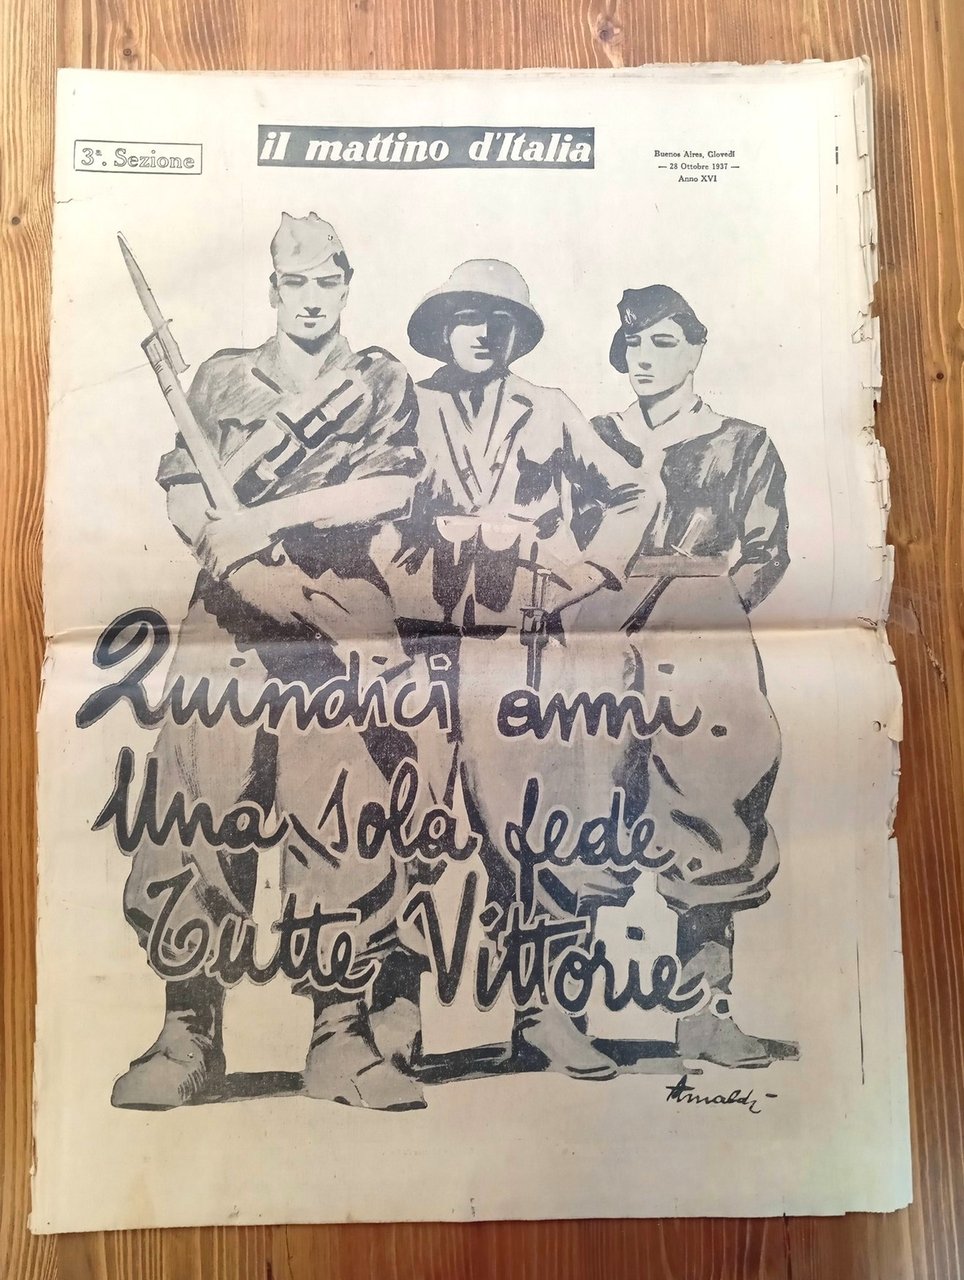 3ª. Sezione
il mattino d'Italia
Buenos Aires, Giovedí
— 28 Ottobre 1937 —
Anno XVI
Quindici anni.
Una sola fede.
Tutte Vittorie.
Arnaldi